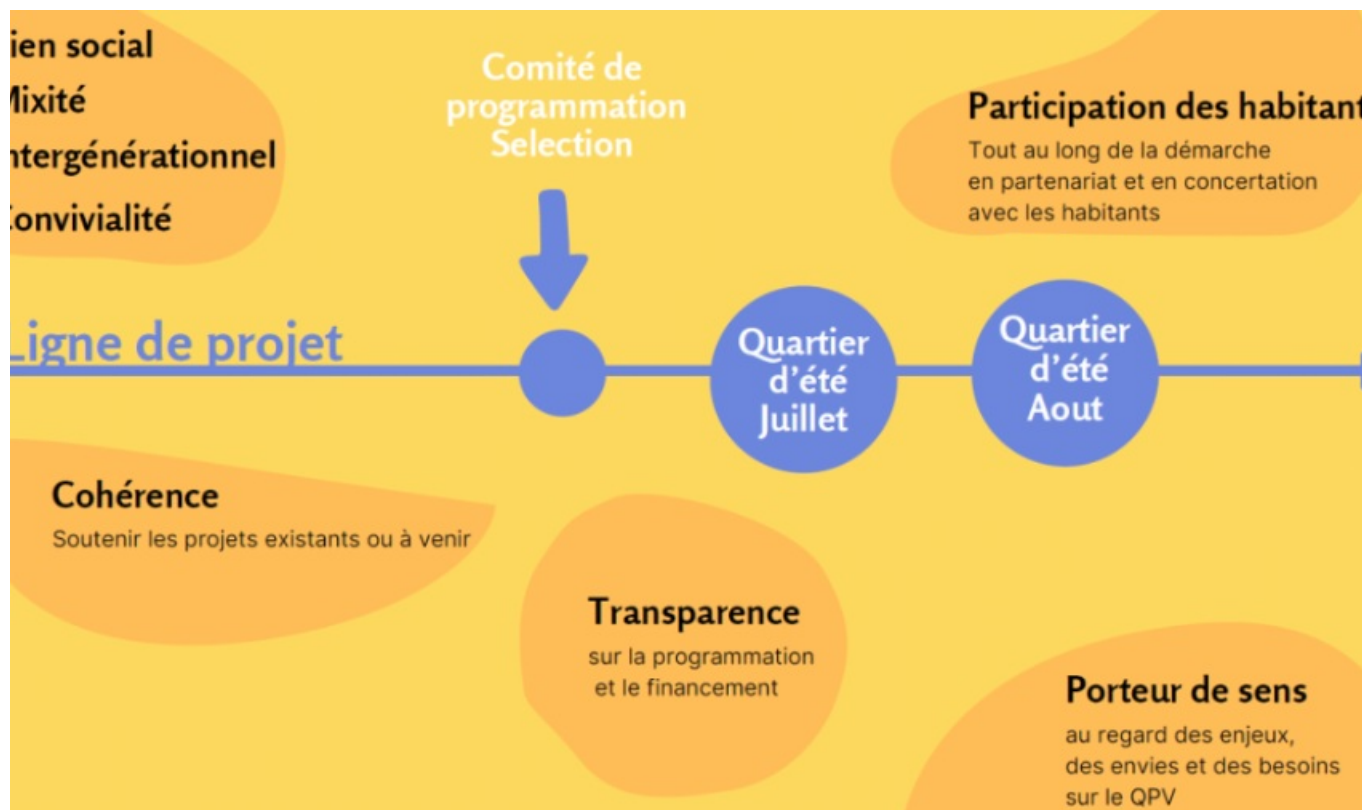 ien social
Mixité
ntergénérationnel
Convivialité
Comité de
programmation
Selection
Participation des habitant
Tout au long de la démarche
en partenariat et en concertation
avec les habitants
Ligne de projet
Quartier
d'été
Juillet
Quartier
d'été
Aout
Cohérence
Soutenir les projets existants ou à venir
Transparence
sur la programmation
et le financement
Porteur de sens
au regard des enjeux,
des envies et des besoins
sur le QPV